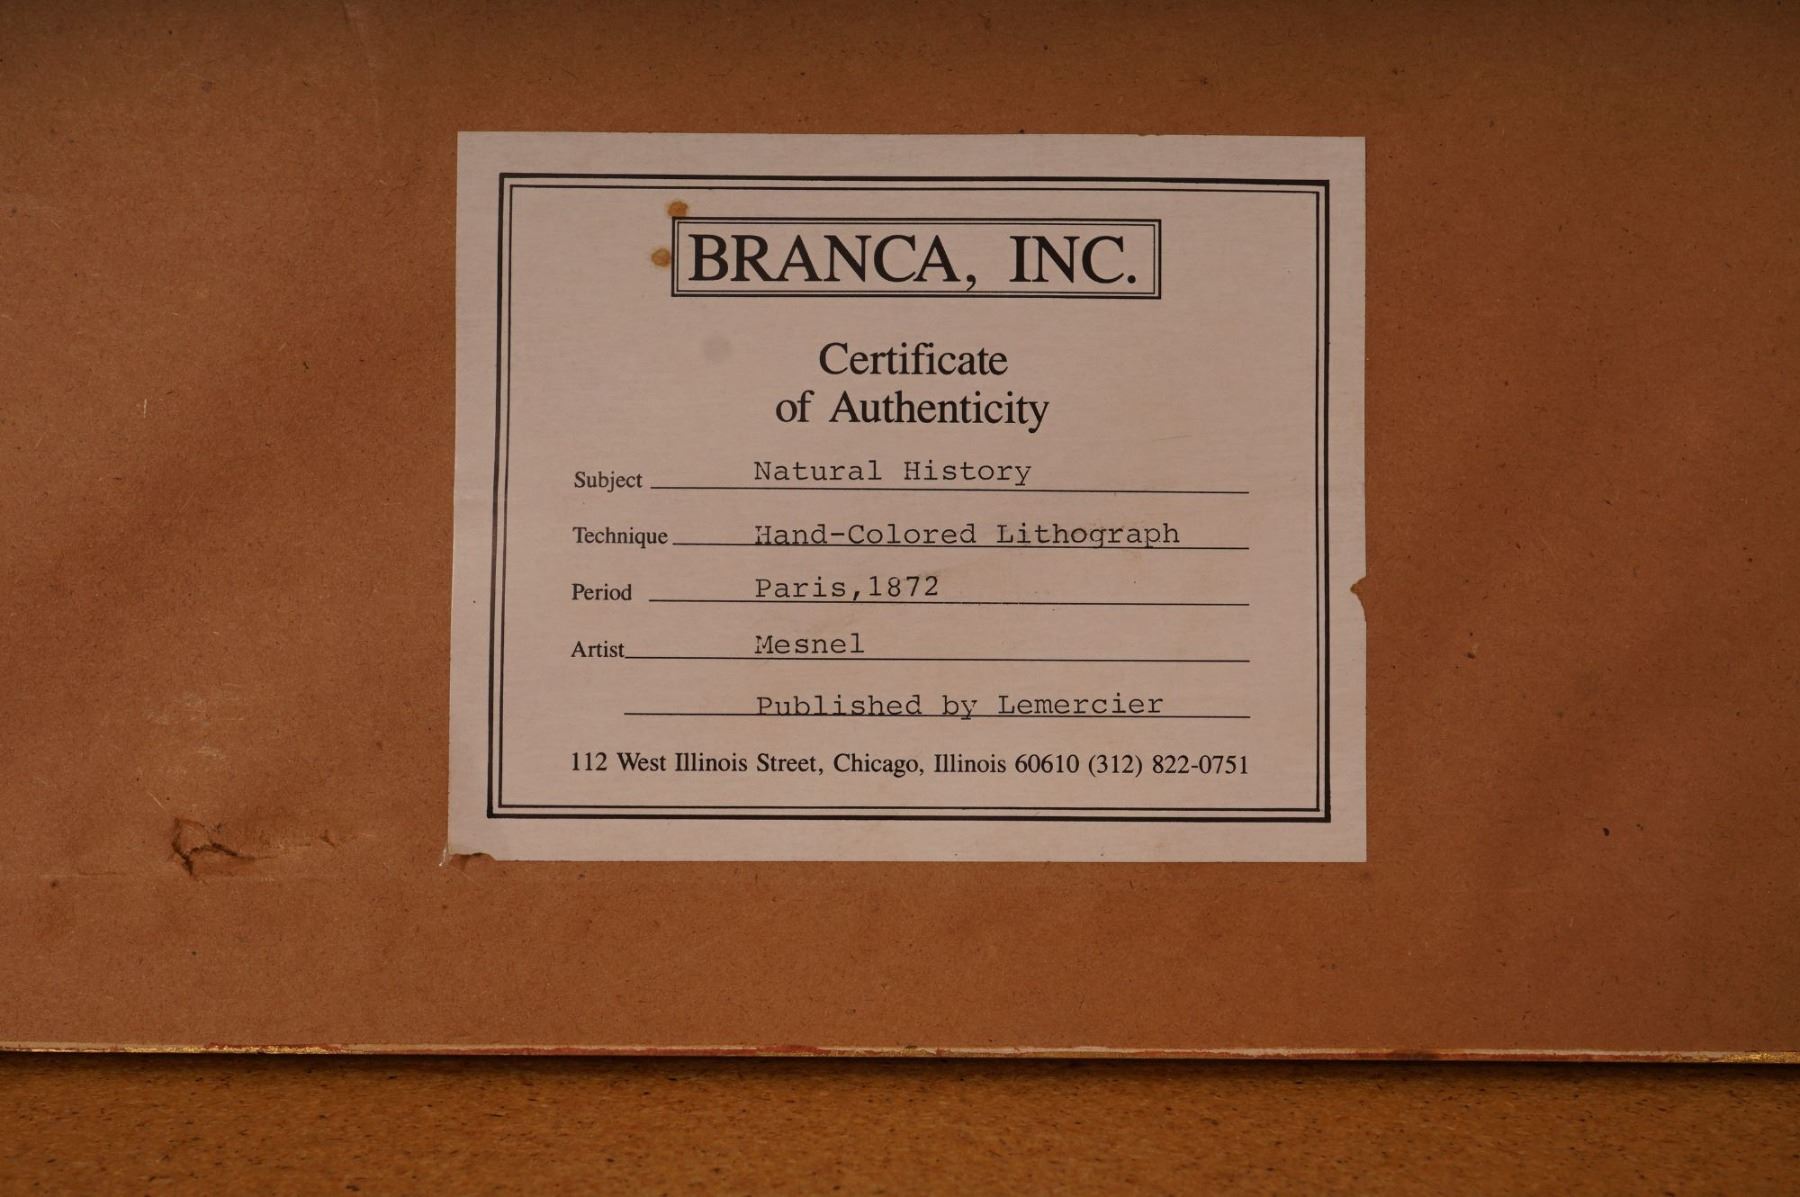 BRANCA, INC.
Certificate
of Authenticity
Subject Natural History
Technique Hand-Colored Lithograph
Period Paris,1872
Artist Mesnel
Published by Lemercier
112 West Illinois Street, Chicago, Illinois 60610 (312) 822-0751